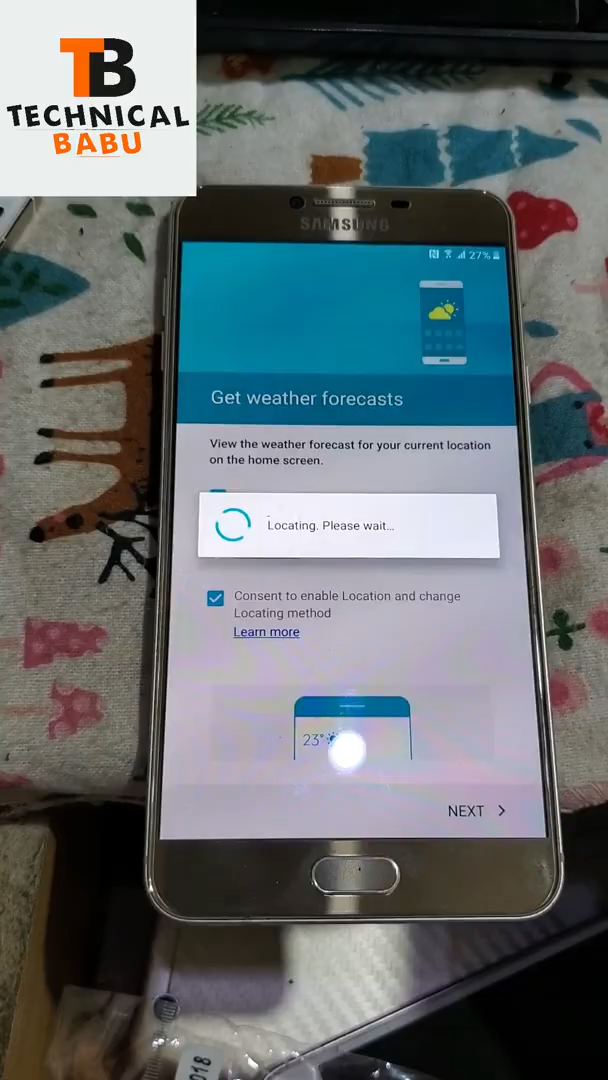 TB
TECHNICAL
BABU
SAMSUNG
27%
Get weather forecasts
View the weather forecast for your current location
on the home screen.
Locating. Please wait...
Consent to enable Location and change
Locating method
Learn more
23°
NEXT
018